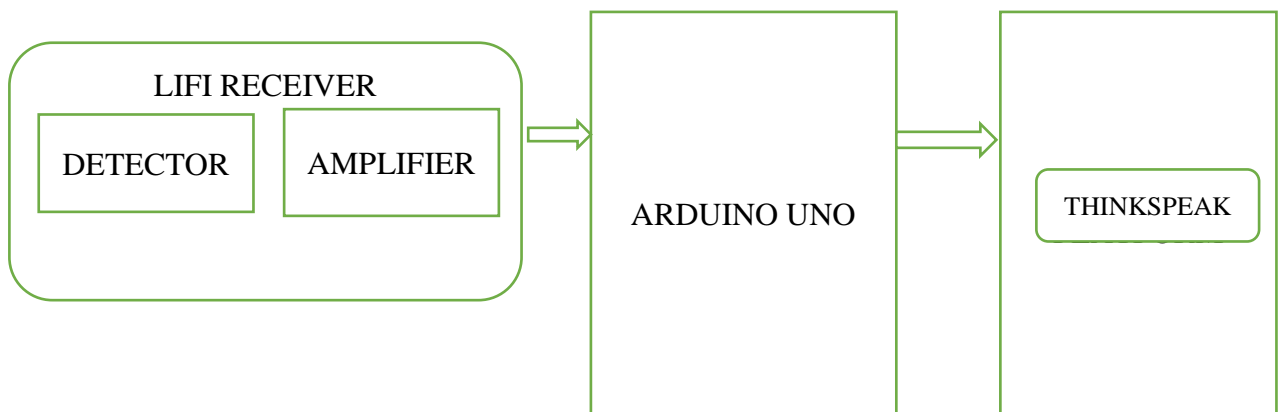 LIFI RECEIVER
DETECTOR
AMPLIFIER
ARDUINO UNO
THINKSPEAK